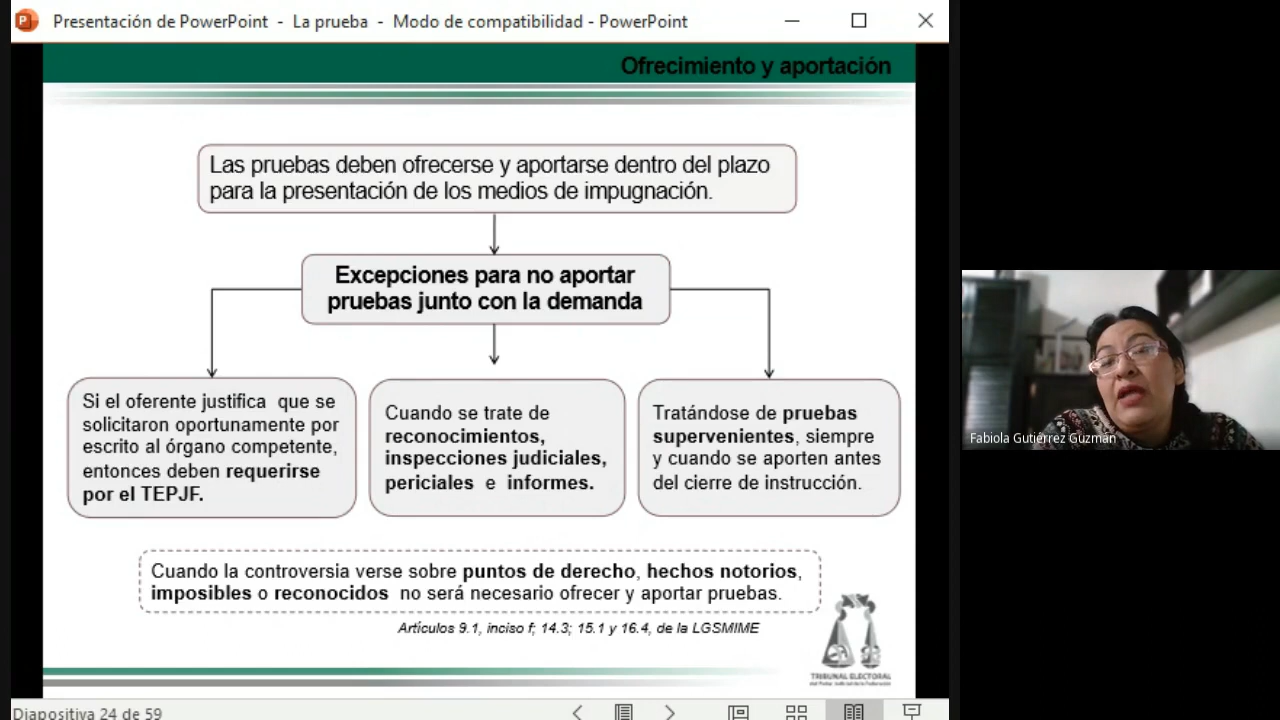 Presentación de PowerPoint - La prueba - Modo de compatibilidad - PowerPoint
Ofrecimiento y aportación
Las pruebas deben ofrecerse y aportarse dentro del plazo
para la presentación de los medios de impugnación.
Excepciones para no aportar
pruebas junto con la demanda
Si el oferente justifica que se
solicitaron oportunamente por
escrito al órgano competente,
entonces deben requerirse
por el TEPJF.
Cuando se trate de
reconocimientos,
inspecciones judiciales,
periciales e informes.
Tratándose de pruebas
supervenientes, siempre
y cuando se aporten antes
del cierre de instrucción.
Cuando la controversia verse sobre puntos de derecho, hechos notorios,
imposibles o reconocidos no será necesario ofrecer y aportar pruebas.
Artículos 9.1, inciso f; 14.3; 15.1 y 16.4, de la LGSMIME
TRIBUNAL ELECTORAL
del Poder Judicial de la Federación
Diapositiva 24 de 59
Fabiola Gutiérrez Guzmán